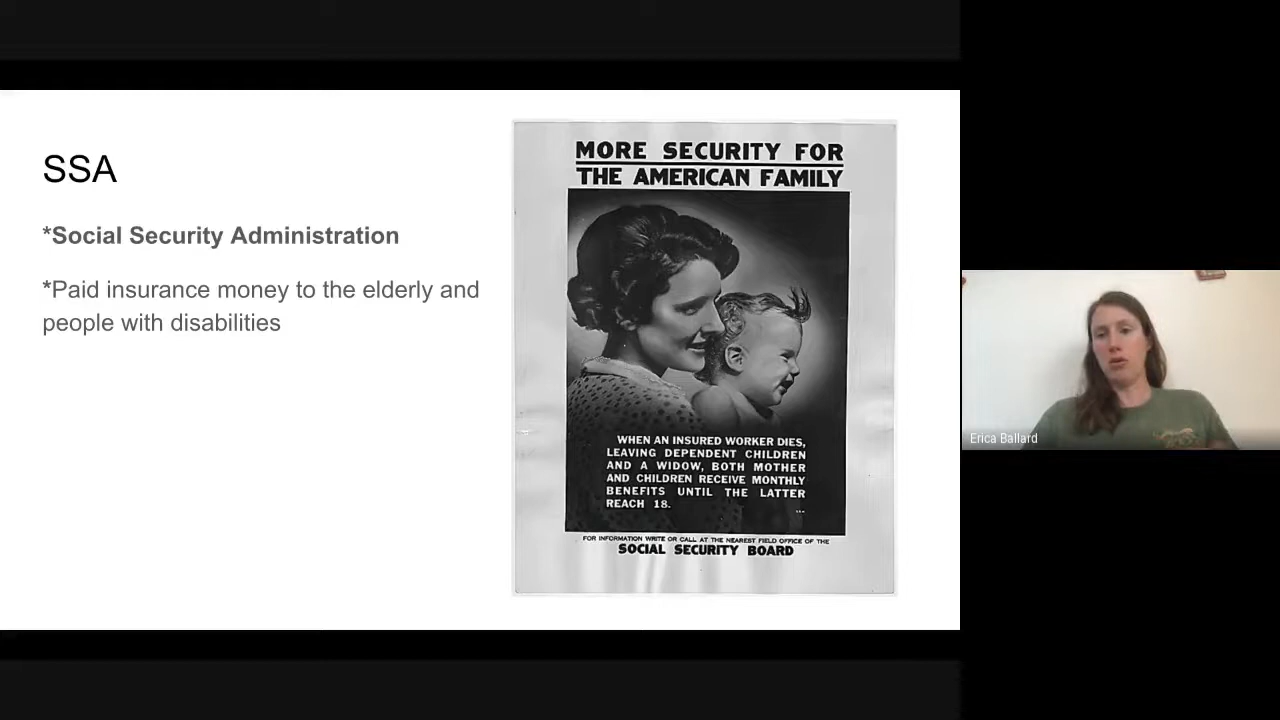 SSA
*Social Security Administration
*Paid insurance money to the elderly and
people with disabilities
MORE SECURITY FOR
THE AMERICAN FAMILY
WHEN AN INSURED WORKER DIES,
LEAVING DEPENDENT CHILDREN
AND A WIDOW, BOTH MOTHER
AND CHILDREN RECEIVE MONTHLY
BENEFITS UNTIL THE LATTER
REACH 18.
...
FOR INFORMATION WRITE OR CALL AT THE NEAREST FIELD OFFICE OF THE
SOCIAL SECURITY BOARD
Erica Ballard